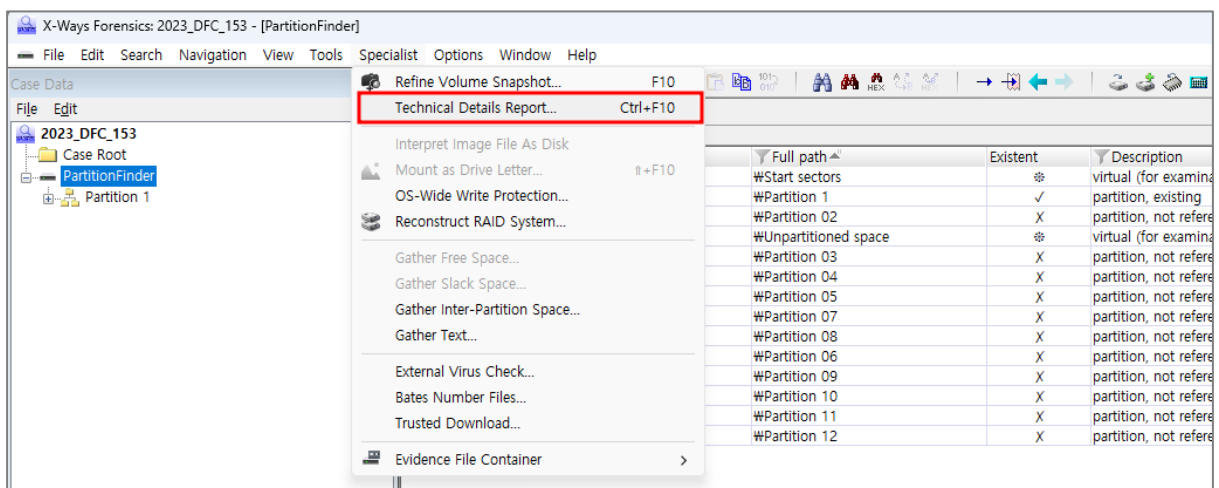 X-Ways Forensics: 2023_DFC_153 - [PartitionFinder]
File Edit Search Navigation View Tools Specialist Options Window Help
Case Data
File Edit
2023_DFC_153
Case Root
PartitionFinder
Partition 1
Refine Volume Snapshot... F10
Technical Details Report... Ctrl+F10
Interpret Image File As Disk
Mount as Drive Letter... ⇑+F10
OS-Wide Write Protection...
Reconstruct RAID System...
Gather Free Space...
Gather Slack Space...
Gather Inter-Partition Space...
Gather Text...
External Virus Check...
Bates Number Files...
Trusted Download...
Evidence File Container
Full path Existent Description
₩Start sectors virtual (for examina
₩Partition 1 ✓ partition, existing
₩Partition 02 X partition, not refere
₩Unpartitioned space virtual (for examina
₩Partition 03 X partition, not refere
₩Partition 04 X partition, not refere
₩Partition 05 X partition, not refere
₩Partition 07 X partition, not refere
₩Partition 08 X partition, not refere
₩Partition 06 X partition, not refere
₩Partition 09 X partition, not refere
₩Partition 10 X partition, not refere
₩Partition 11 X partition, not refere
₩Partition 12 X partition, not refere